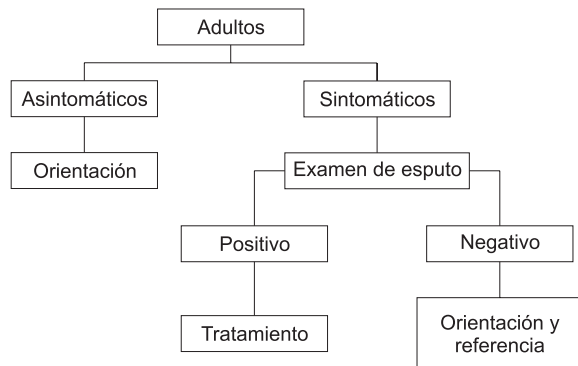 Adultos
Asintomáticos
Sintomáticos
Orientación
Examen de esputo
Positivo
Negativo
Tratamiento
Orientación y
referencia